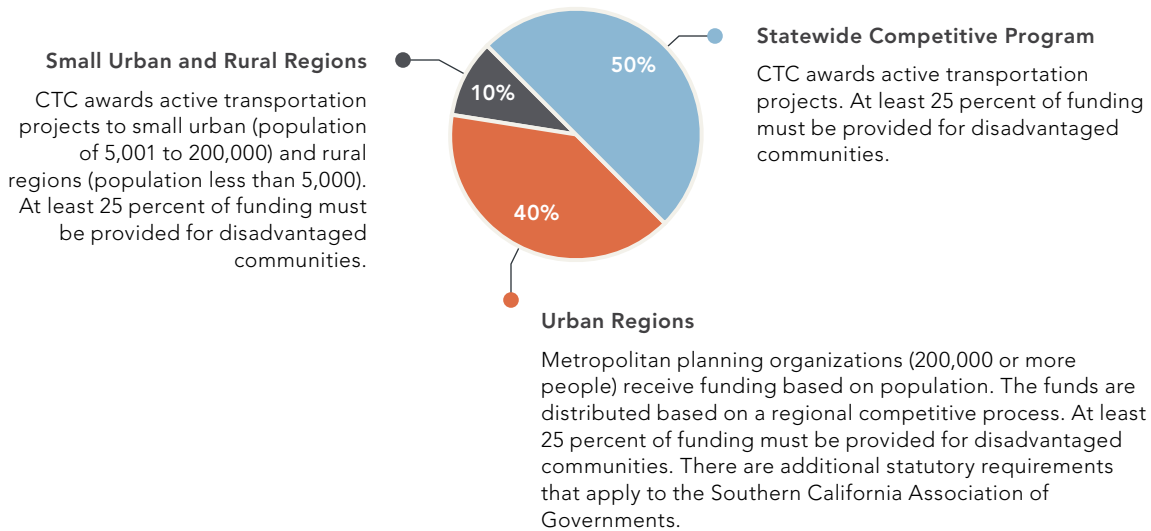 Small Urban and Rural Regions
CTC awards active transportation
projects to small urban (population
of 5,001 to 200,000) and rural
regions (population less than 5,000).
At least 25 percent of funding must
be provided for disadvantaged
communities.
10%
50%
40%
Statewide Competitive Program
CTC awards active transportation
projects. At least 25 percent of funding
must be provided for disadvantaged
communities.
Urban Regions
Metropolitan planning organizations (200,000 or more
people) receive funding based on population. The funds are
distributed based on a regional competitive process. At least
25 percent of funding must be provided for disadvantaged
communities. There are additional statutory requirements
that apply to the Southern California Association of
Governments.